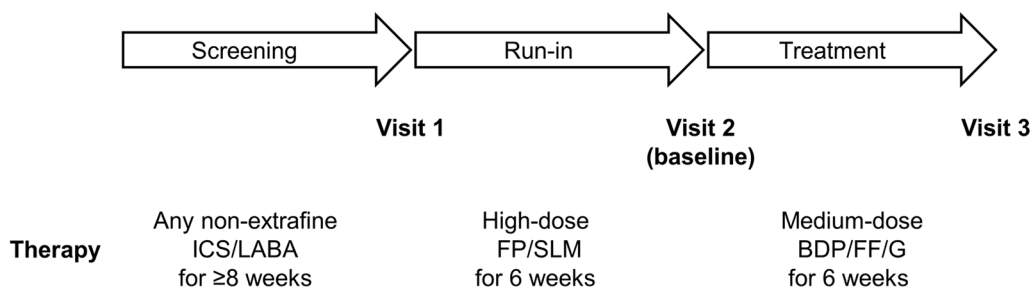 Screening
Run-in
Treatment
Visit 1
Visit 2
(baseline)
Visit 3
Therapy
Any non-extrafine
ICS/LABA
for ≥8 weeks
High-dose
FP/SLM
for 6 weeks
Medium-dose
BDP/FF/G
for 6 weeks